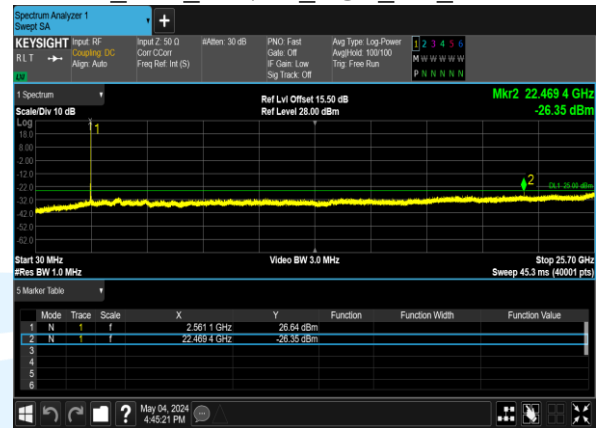 Spectrum Analyzer 1
Swept SA
+
KEYSIGHT Input: RF Input Z: 50 Ω #Atten: 30 dB PNO: Fast Avg Type: Log-Power 1 2 3 4 5 6
RLT Coupling: DC Corr CCorr Gate: Off Avg|Hold: 100/100 M W W W W W
Align: Auto Freq Ref: Int (S) IF Gain: Low Trig: Free Run
Sig Track: Off P N N N N N
LXI
1 Spectrum
Ref Lvl Offset 15.50 dB Mkr2 22.469 4 GHz
Scale/Div 10 dB Ref Level 28.00 dBm -26.35 dBm
Log
18.0
8.00
-2.00
-12.0
-22.0
-32.0
-42.0
-52.0
-62.0
1
2
DL1 -25.00 dBm
Start 30 MHz Video BW 3.0 MHz Stop 25.70 GHz
#Res BW 1.0 MHz Sweep 45.3 ms (40001 pts)
5 Marker Table
Mode Trace Scale X Y Function Function Width Function Value
1 N 1 f 2.561 1 GHz 26.64 dBm
2 N 1 f 22.469 4 GHz -26.35 dBm
3
4
5
6
? May 04, 2024
4:45:21 PM